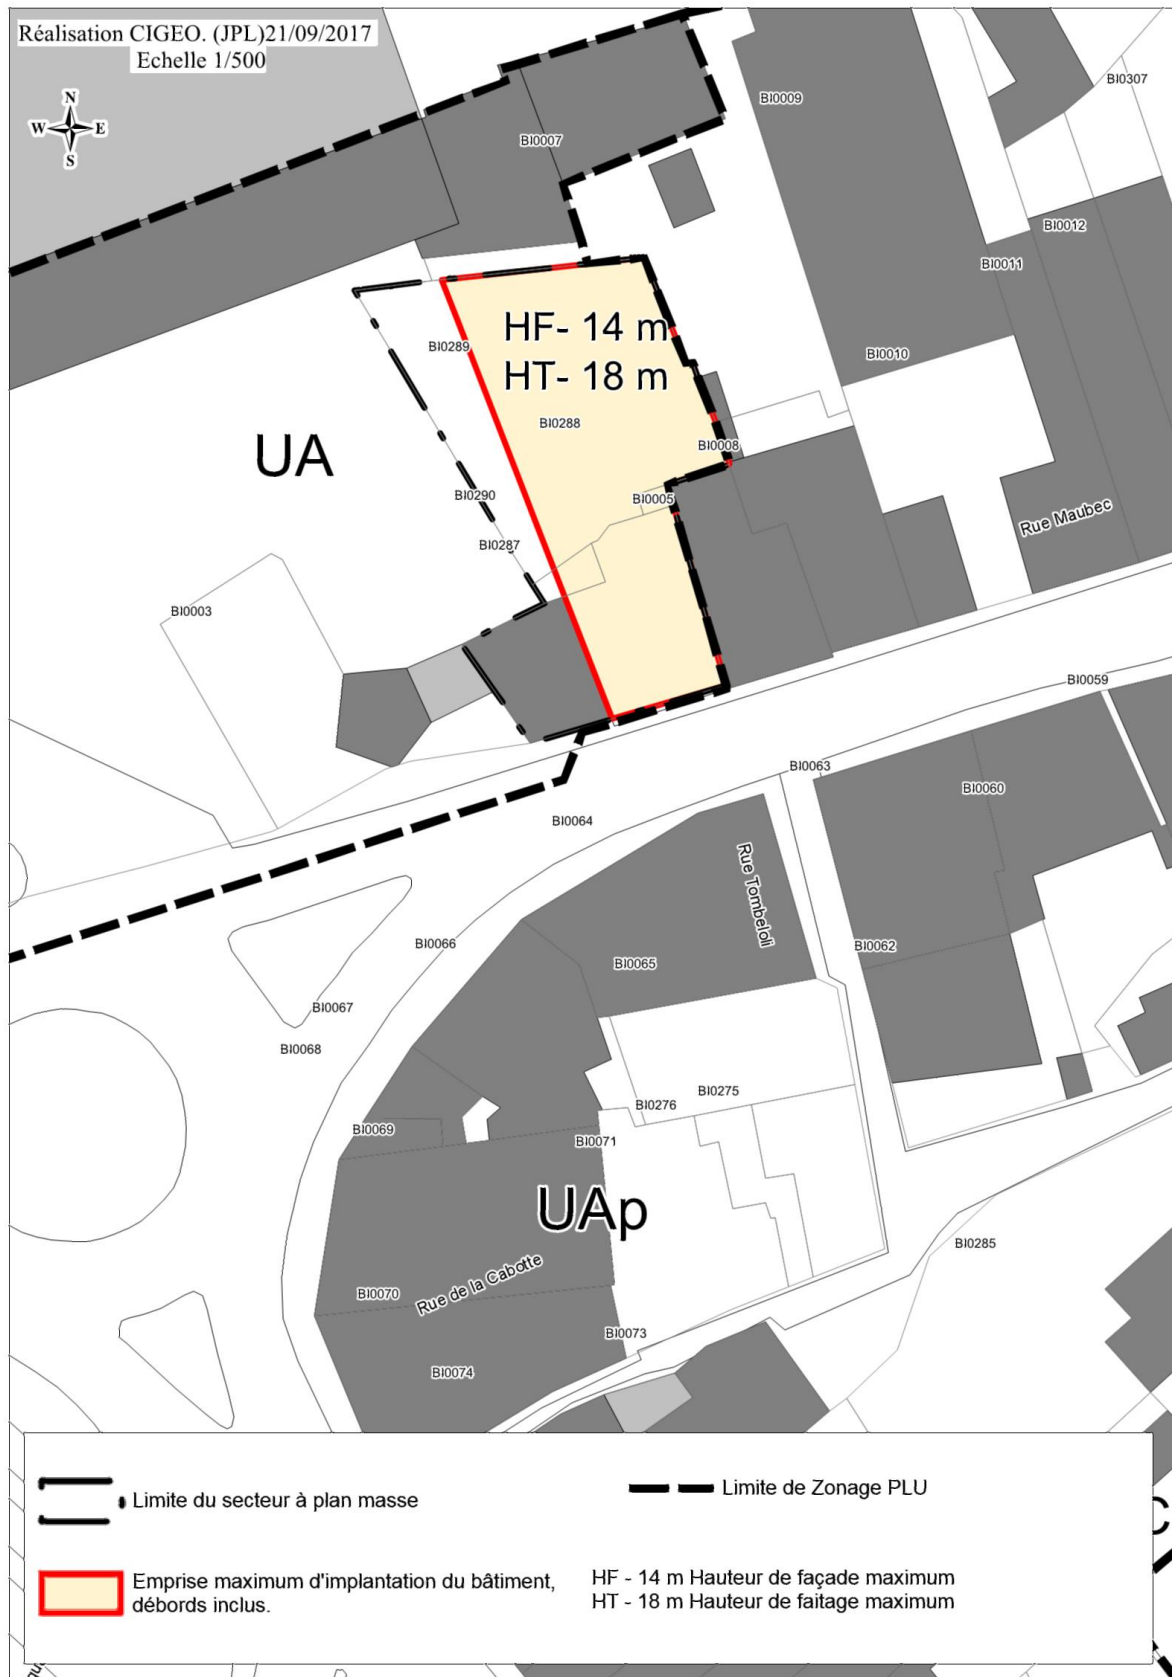 Réalisation CIGEO. (JPL)21/09/2017
Echelle 1/500
N
W E
S
BI0009
BI0307
BI0007
BI0012
BI0011
HF- 14 m
HT- 18 m
BI0289
BI0010
BI0288
BI0008
UA
BI0290
BI0005
Rue Maubec
BI0287
BI0003
BI0059
BI0063
BI0060
BI0064
Rue Tombeloli
BI0066
BI0062
BI0065
BI0067
BI0068
BI0275
BI0276
BI0069
BI0071
UAp
BI0285
Rue de la Cabotte
BI0070
BI0073
BI0074
Limite du secteur à plan masse
Limite de Zonage PLU
Emprise maximum d'implantation du bâtiment,
débords inclus.
HF - 14 m Hauteur de façade maximum
HT - 18 m Hauteur de faitage maximum